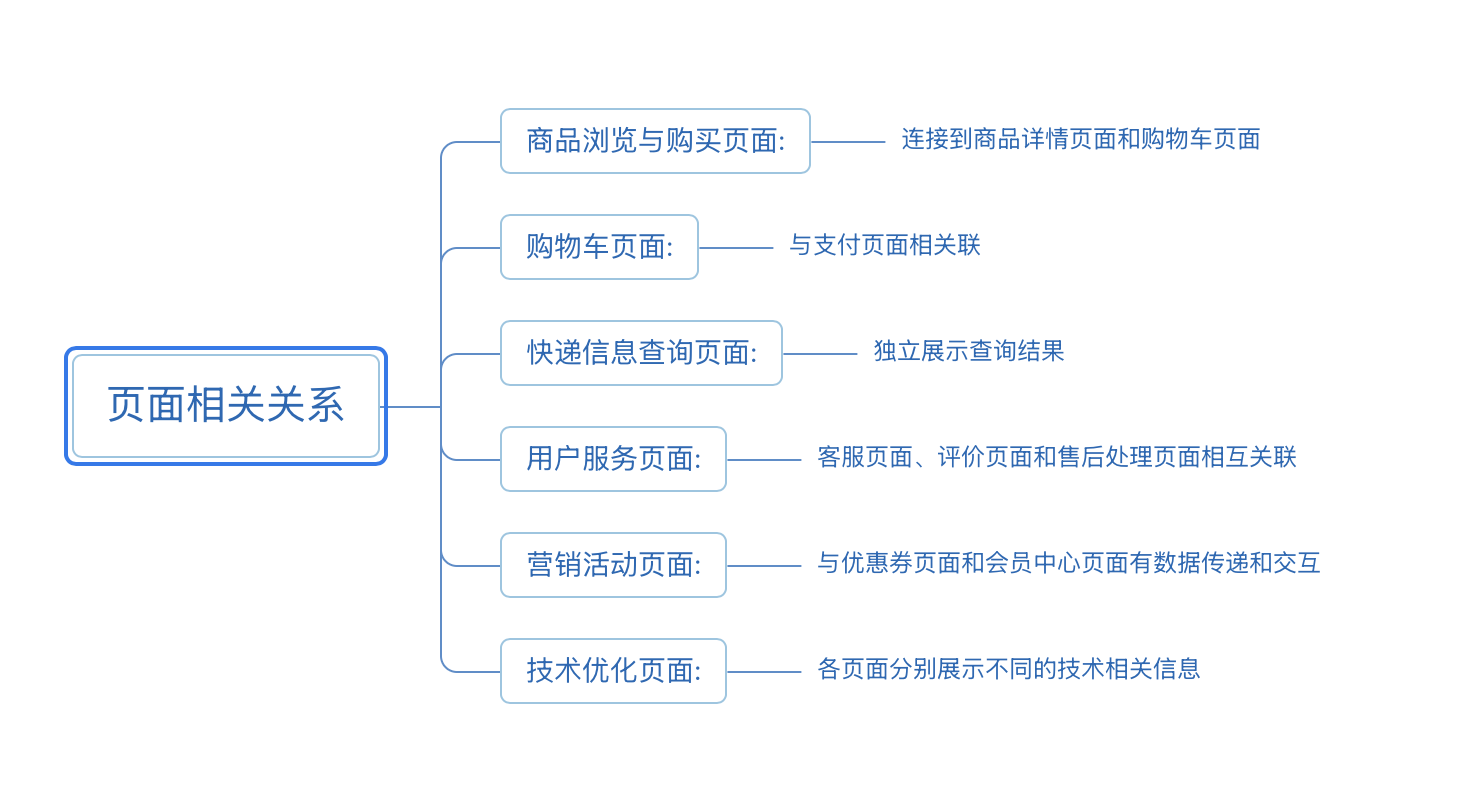 页面相关关系
商品浏览与购买页面:
连接到商品详情页面和购物车页面
购物车页面:
与支付页面相关联
快递信息查询页面:
独立展示查询结果
用户服务页面:
客服页面、评价页面和售后处理页面相互关联
营销活动页面:
与优惠券页面和会员中心页面有数据传递和交互
技术优化页面:
各页面分别展示不同的技术相关信息